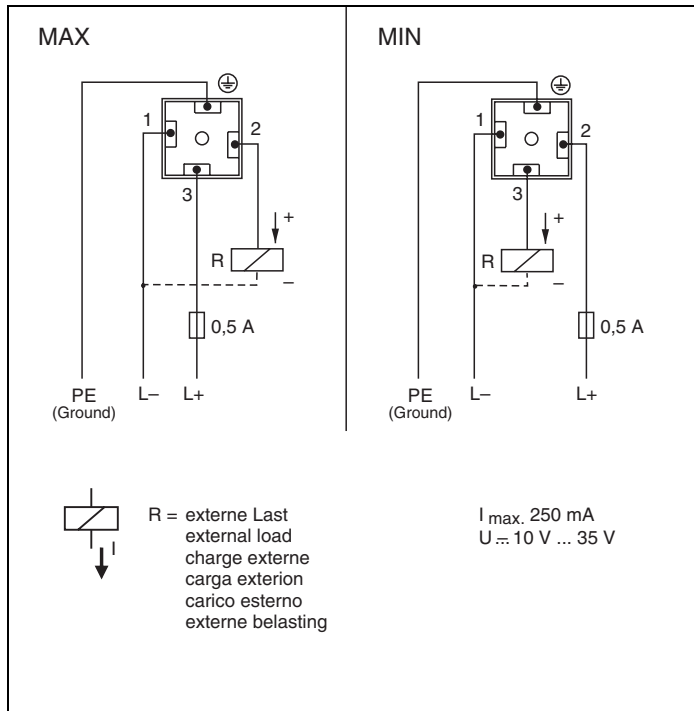 MAX
1
2
3
+
R
–
0,5 A
PE
(Ground)
L–
L+
MIN
1
2
3
+
R
–
0,5 A
PE
(Ground)
L–
L+
I
R = externe Last
external load
charge externe
carga exterion
carico esterno
externe belasting
I max. 250 mA
U ⎓ 10 V ... 35 V